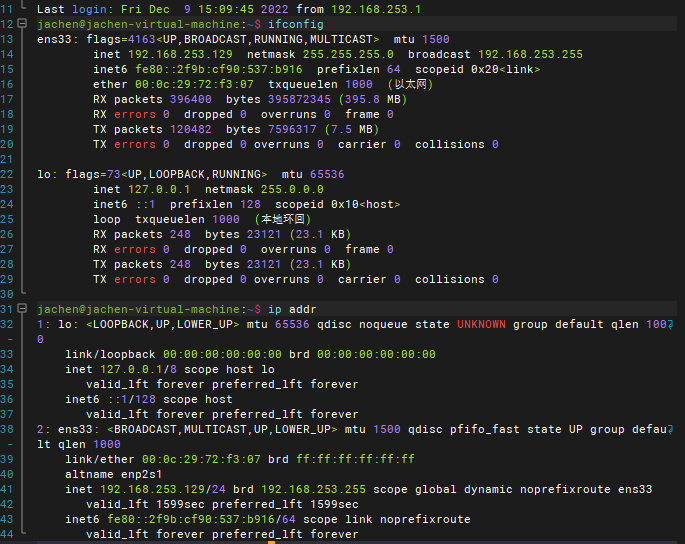 11 Last login: Fri Dec  9 15:09:45 2022 from 192.168.253.1
12 jachen@jachen-virtual-machine:~$ ifconfig
13 ens33: flags=4163<UP,BROADCAST,RUNNING,MULTICAST>  mtu 1500
14         inet 192.168.253.129  netmask 255.255.255.0  broadcast 192.168.253.255
15         inet6 fe80::2f9b:cf90:537:b916  prefixlen 64  scopeid 0x20<link>
16         ether 00:0c:29:72:f3:07  txqueuelen 1000  (以太网)
17         RX packets 396400  bytes 395872345 (395.8 MB)
18         RX errors 0  dropped 0  overruns 0  frame 0
19         TX packets 120482  bytes 7596317 (7.5 MB)
20         TX errors 0  dropped 0 overruns 0  carrier 0  collisions 0
21
22 lo: flags=73<UP,LOOPBACK,RUNNING>  mtu 65536
23         inet 127.0.0.1  netmask 255.0.0.0
24         inet6 ::1  prefixlen 128  scopeid 0x10<host>
25         loop  txqueuelen 1000  (本地环回)
26         RX packets 248  bytes 23121 (23.1 KB)
27         RX errors 0  dropped 0  overruns 0  frame 0
28         TX packets 248  bytes 23121 (23.1 KB)
29         TX errors 0  dropped 0 overruns 0  carrier 0  collisions 0
30
31 jachen@jachen-virtual-machine:~$ ip addr
32 1: lo: <LOOPBACK,UP,LOWER_UP> mtu 65536 qdisc noqueue state UNKNOWN group default qlen 100
- 0
33     link/loopback 00:00:00:00:00:00 brd 00:00:00:00:00:00
34     inet 127.0.0.1/8 scope host lo
35        valid_lft forever preferred_lft forever
36     inet6 ::1/128 scope host
37        valid_lft forever preferred_lft forever
38 2: ens33: <BROADCAST,MULTICAST,UP,LOWER_UP> mtu 1500 qdisc pfifo_fast state UP group defau
- lt qlen 1000
39     link/ether 00:0c:29:72:f3:07 brd ff:ff:ff:ff:ff:ff
40     altname enp2s1
41     inet 192.168.253.129/24 brd 192.168.253.255 scope global dynamic noprefixroute ens33
42        valid_lft 1599sec preferred_lft 1599sec
43     inet6 fe80::2f9b:cf90:537:b916/64 scope link noprefixroute
44        valid_lft forever preferred_lft forever